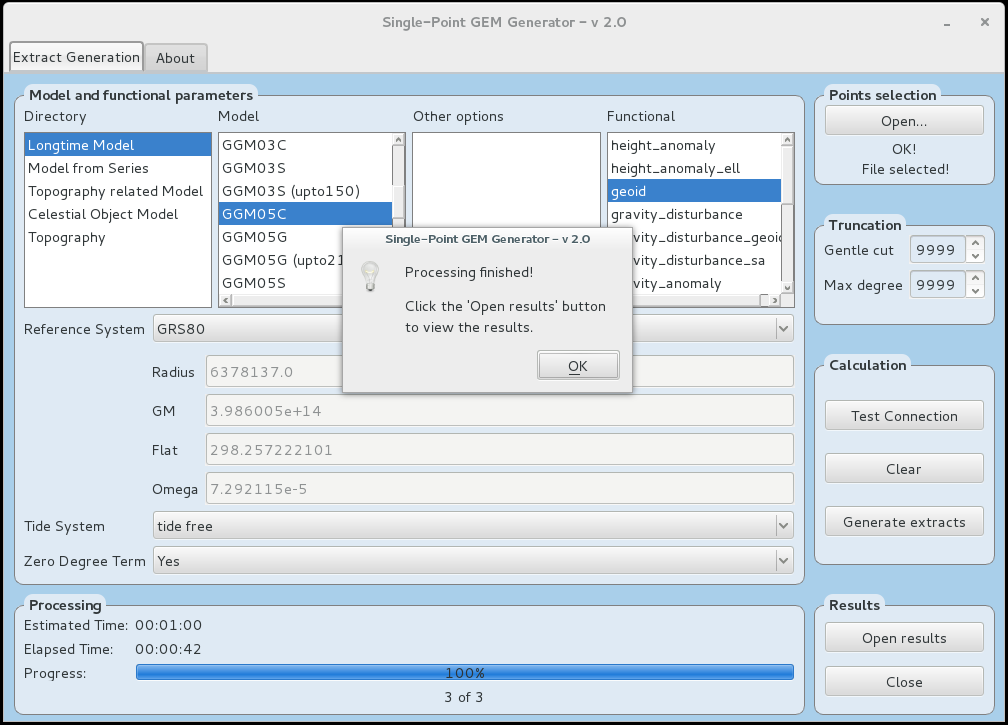 Single-Point GEM Generator - v 2.0
Extract Generation
About
Model and functional parameters
Directory
Model
Other options
Functional
Longtime Model
Model from Series
Topography related Model
Celestial Object Model
Topography
GGM03C
GGM03S
GGM03S (upto150)
GGM05C
GGM05G
GGM05G (upto21
GGM05S
height_anomaly
height_anomaly_ell
geoid
gravity_disturbance
vity_disturbance_geoid
vity_disturbance_sa
vity_anomaly
Single-Point GEM Generator - v 2.0
Processing finished!
Click the 'Open results' button
to view the results.
OK
Reference System
GRS80
Radius
6378137.0
GM
3.986005e+14
Flat
298.257222101
Omega
7.292115e-5
Tide System
tide free
Zero Degree Term
Yes
Points selection
Open...
OK!
File selected!
Truncation
Gentle cut
9999
Max degree
9999
Calculation
Test Connection
Clear
Generate extracts
Processing
Estimated Time: 00:01:00
Elapsed Time: 00:00:42
Progress:
100%
3 of 3
Results
Open results
Close